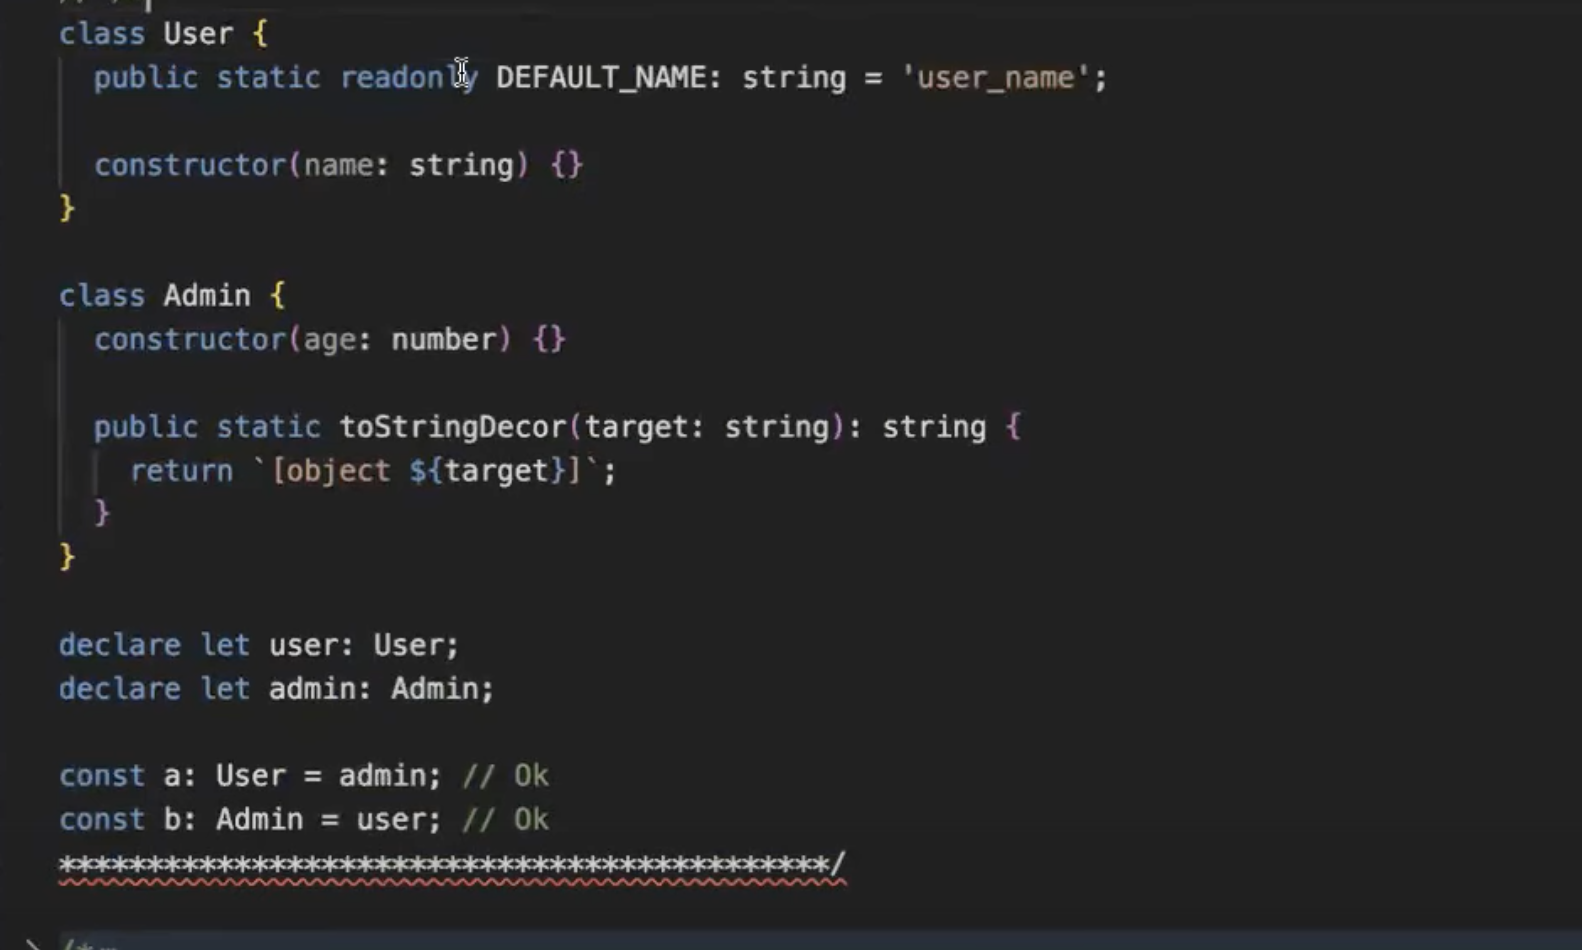 class User {
public static readonly DEFAULT_NAME: string = 'user_name';
constructor(name: string) {}
}
class Admin {
constructor(age: number) {}
public static toStringDecor(target: string): string {
return `[object ${target}]`;
}
}
declare let user: User;
declare let admin: Admin;
const a: User = admin; // Ok
const b: Admin = user; // Ok
********************************************/